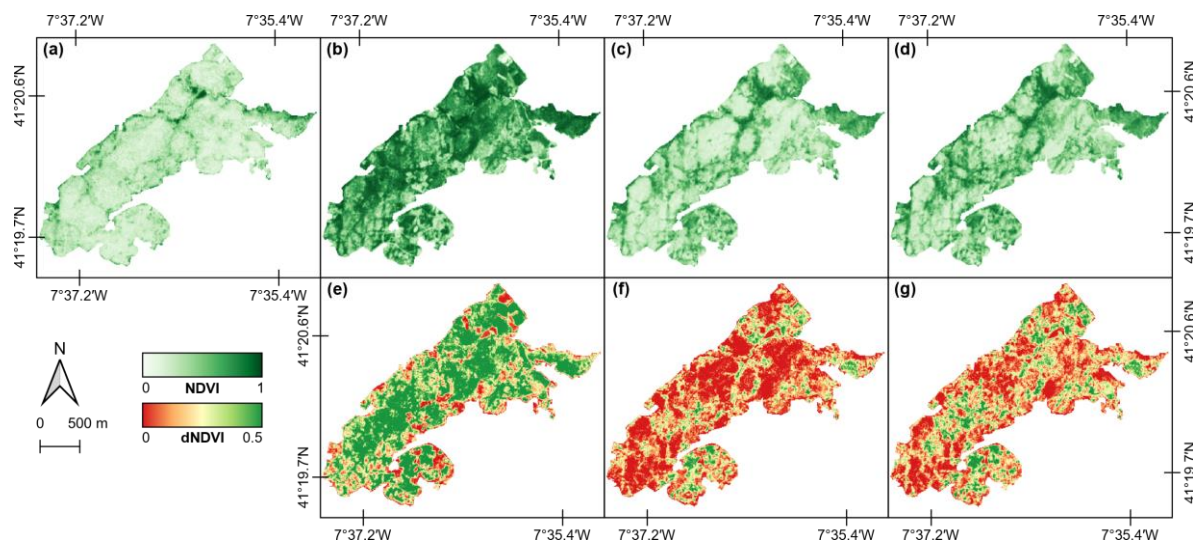 7°37.2'W 7°35.4'W 7°37.2'W 7°35.4'W 7°37.2'W 7°35.4'W 7°37.2'W 7°35.4'W
(a) (b) (c) (d)
41°20.6'N 41°20.6'N
41°19.7'N 41°19.7'N
7°37.2'W 7°35.4'W
(e) (f) (g)
41°20.6'N 41°20.6'N
N
0 NDVI 1
0 500 m
0 dNDVI 0.5
41°19.7'N 41°19.7'N
7°37.2'W 7°35.4'W 7°37.2'W 7°35.4'W 7°37.2'W 7°35.4'W